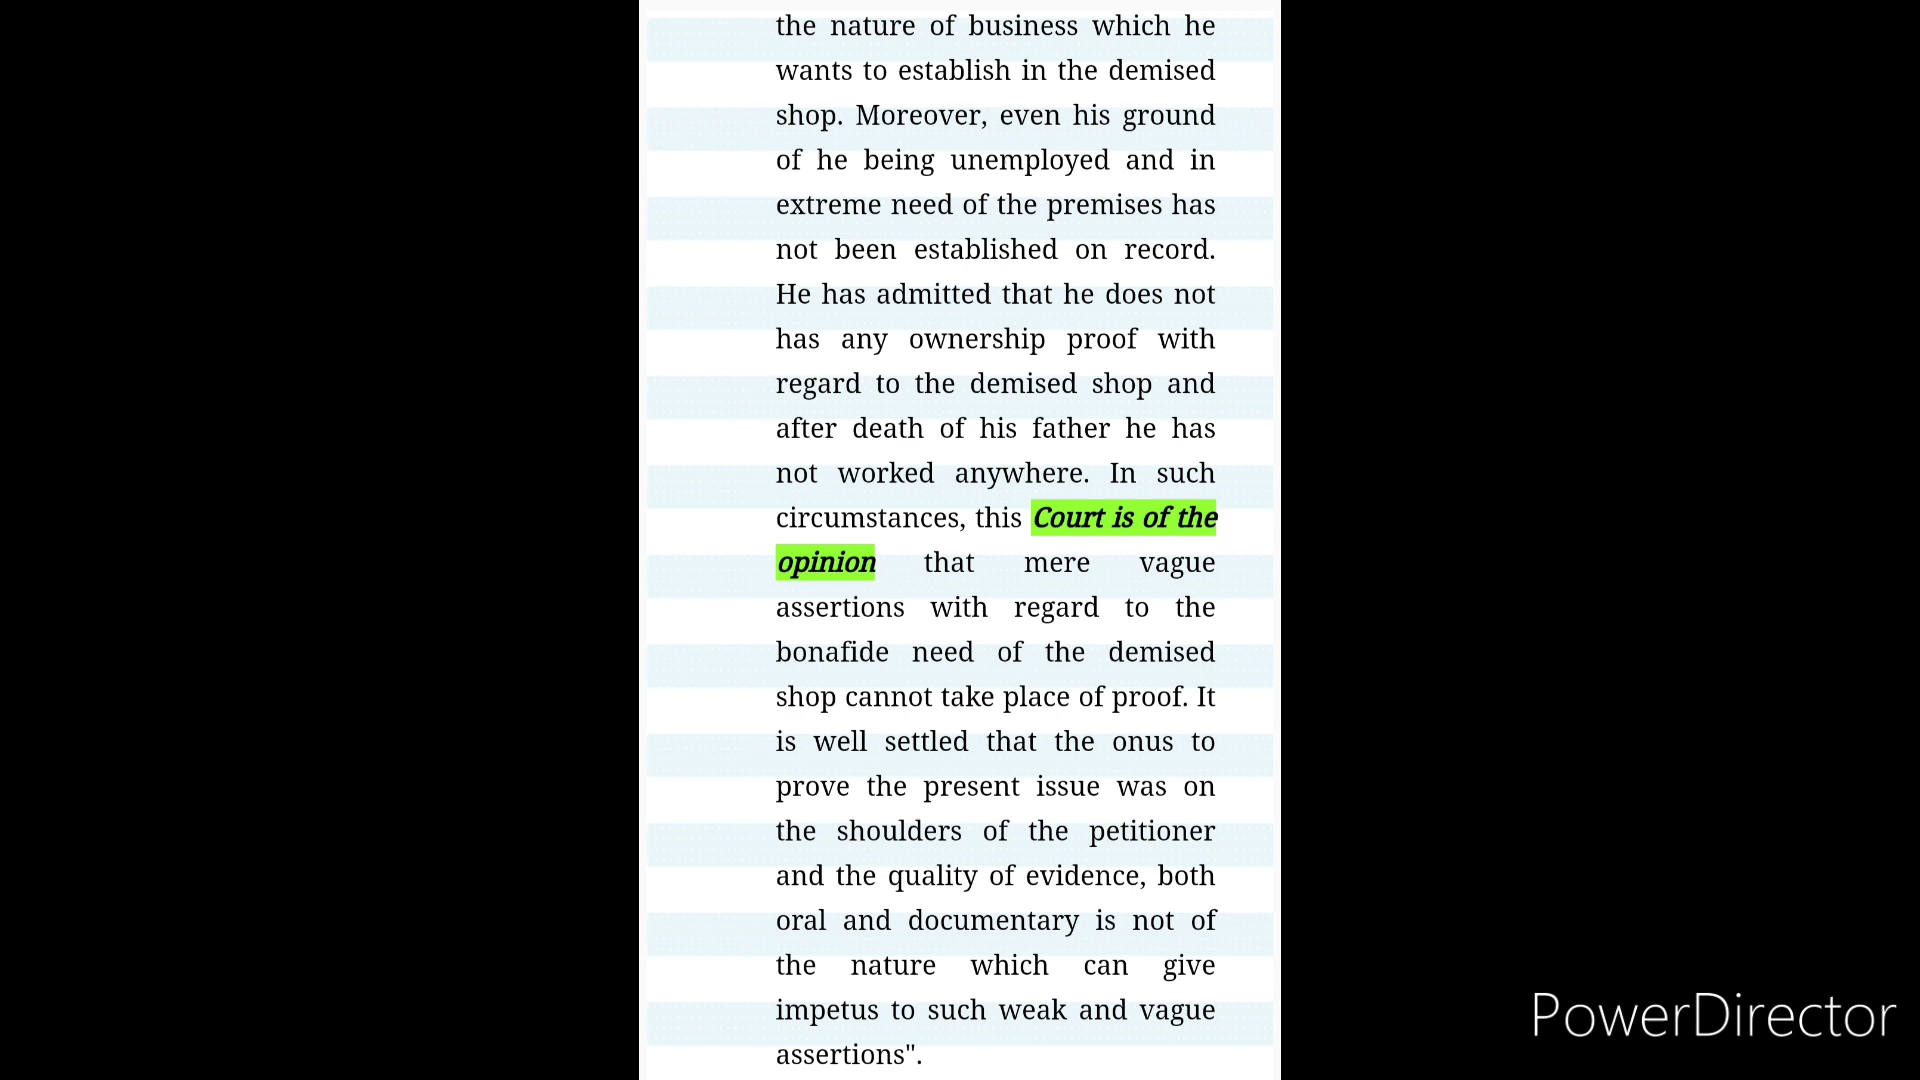 the nature of business which he
wants to establish in the demised
shop. Moreover, even his ground
of he being unemployed and in
extreme need of the premises has
not been established on record.
He has admitted that he does not
has any ownership proof with
regard to the demised shop and
after death of his father he has
not worked anywhere. In such
circumstances, this Court is of the
opinion that mere vague
assertions with regard to the
bonafide need of the demised
shop cannot take place of proof. It
is well settled that the onus to
prove the present issue was on
the shoulders of the petitioner
and the quality of evidence, both
oral and documentary is not of
the nature which can give
impetus to such weak and vague
assertions".
PowerDirector